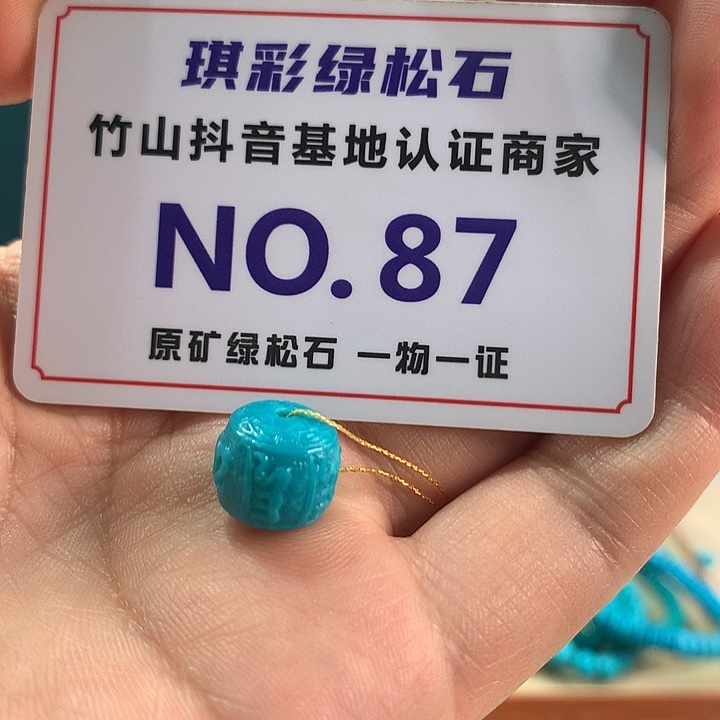 琪彩绿松石
竹山抖音基地认证商家
NO. 87
原矿绿松石 一物一证